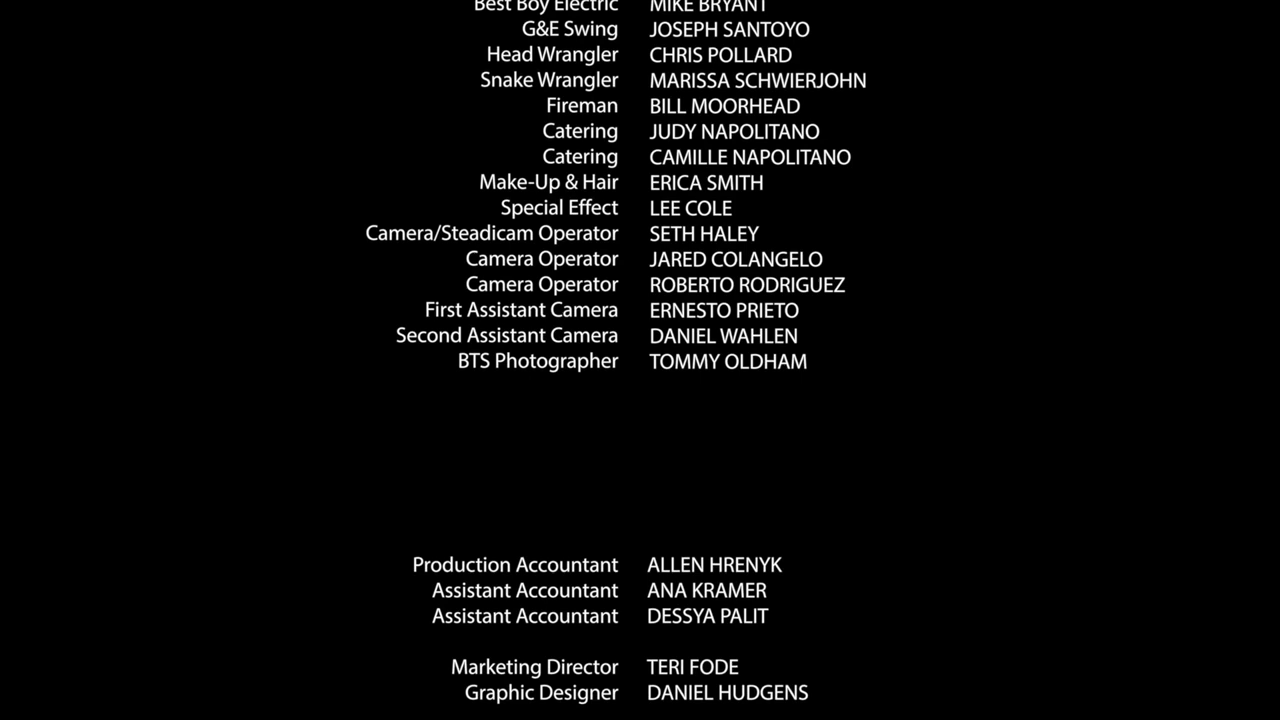 Best Boy Electric MIKE BRYANT
G&E Swing JOSEPH SANTOYO
Head Wrangler CHRIS POLLARD
Snake Wrangler MARISSA SCHWIERJOHN
Fireman BILL MOORHEAD
Catering JUDY NAPOLITANO
Catering CAMILLE NAPOLITANO
Make-Up & Hair ERICA SMITH
Special Effect LEE COLE
Camera/Steadicam Operator SETH HALEY
Camera Operator JARED COLANGELO
Camera Operator ROBERTO RODRIGUEZ
First Assistant Camera ERNESTO PRIETO
Second Assistant Camera DANIEL WAHLEN
BTS Photographer TOMMY OLDHAM
Production Accountant ALLEN HRENYK
Assistant Accountant ANA KRAMER
Assistant Accountant DESSYA PALIT
Marketing Director TERI FODE
Graphic Designer DANIEL HUDGENS